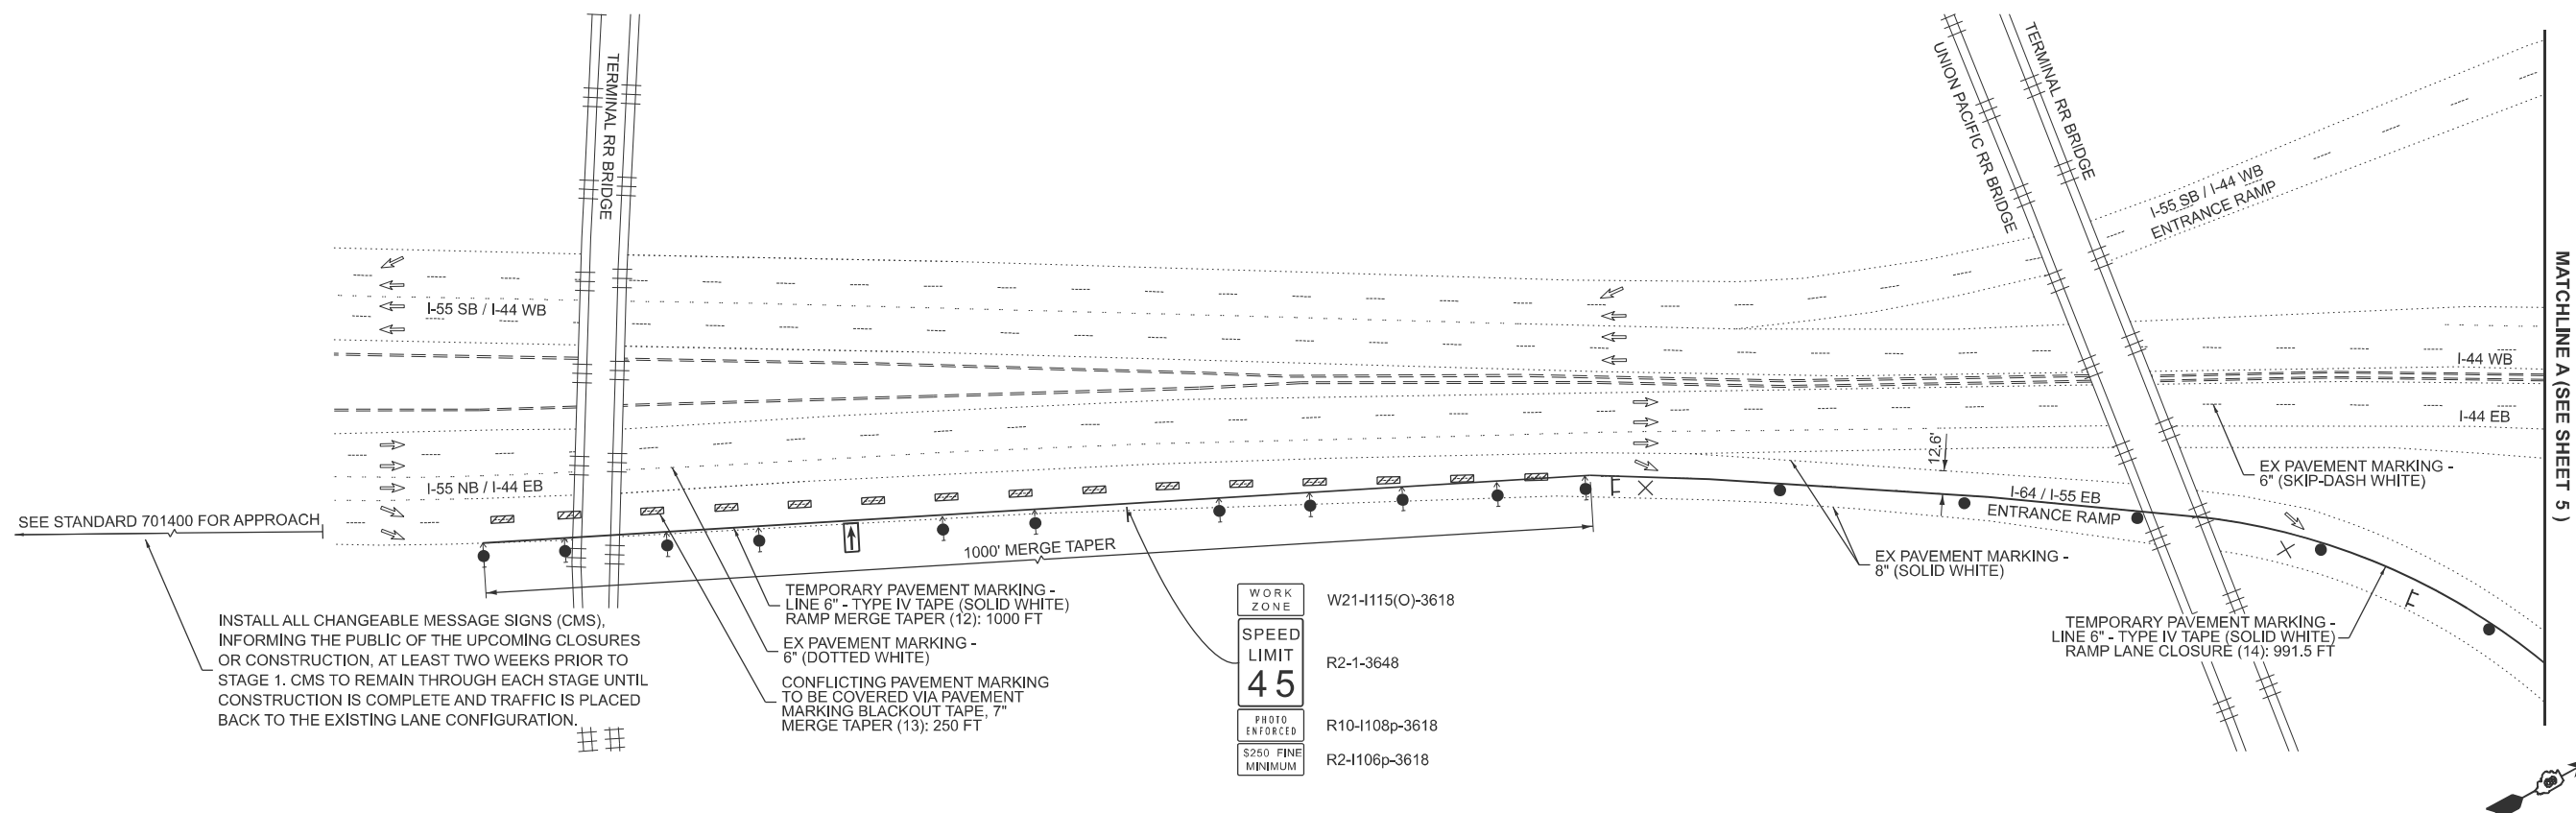 TERMINAL RR BRIDGE
UNION PACIFIC RR BRIDGE
TERMINAL RR BRIDGE
I-55 SB / I-44 WB
ENTRANCE RAMP
MATCHLINE A (SEE SHEET 5 )
I-55 SB / I-44 WB
I-44 WB
I-44 EB
12.6'
EX PAVEMENT MARKING -
6" (SKIP-DASH WHITE)
I-55 NB / I-44 EB
I-64 / I-55 EB
ENTRANCE RAMP
SEE STANDARD 701400 FOR APPROACH
1000' MERGE TAPER
EX PAVEMENT MARKING -
8" (SOLID WHITE)
INSTALL ALL CHANGEABLE MESSAGE SIGNS (CMS),
INFORMING THE PUBLIC OF THE UPCOMING CLOSURES
OR CONSTRUCTION, AT LEAST TWO WEEKS PRIOR TO
STAGE 1. CMS TO REMAIN THROUGH EACH STAGE UNTIL
CONSTRUCTION IS COMPLETE AND TRAFFIC IS PLACED
BACK TO THE EXISTING LANE CONFIGURATION.
TEMPORARY PAVEMENT MARKING -
LINE 6" - TYPE IV TAPE (SOLID WHITE)
RAMP MERGE TAPER (12): 1000 FT
EX PAVEMENT MARKING -
6" (DOTTED WHITE)
CONFLICTING PAVEMENT MARKING
TO BE COVERED VIA PAVEMENT
MARKING BLACKOUT TAPE, 7"
MERGE TAPER (13): 250 FT
WORK
ZONE
W21-I115(O)-3618
SPEED
LIMIT
45
R2-1-3648
PHOTO
ENFORCED
R10-I108p-3618
$250 FINE
MINIMUM
R2-I106p-3618
TEMPORARY PAVEMENT MARKING -
LINE 6" - TYPE IV TAPE (SOLID WHITE)
RAMP LANE CLOSURE (14): 991.5 FT